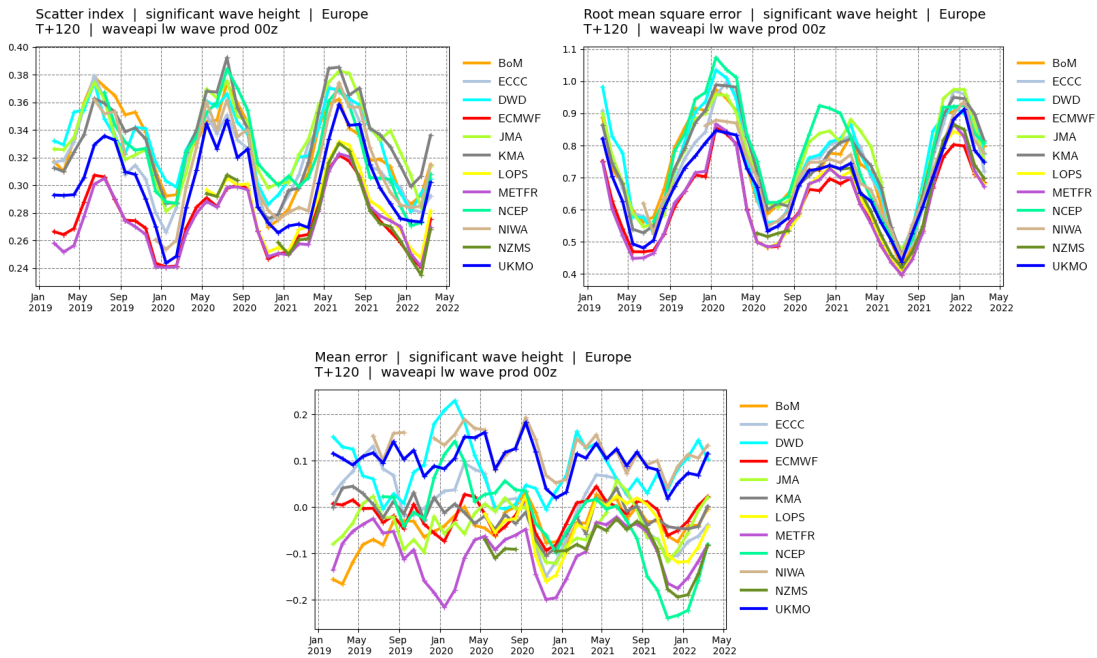 Scatter index | significant wave height | Europe
T+120 | waveapi lw wave prod 00z
0.40
0.38
0.36
0.34
0.32
0.30
0.28
0.26
0.24
Jan May Sep Jan May Sep Jan May Sep Jan May
2019 2019 2019 2020 2020 2020 2021 2021 2021 2022 2022
BoM
ECCC
DWD
ECMWF
JMA
KMA
LOPS
METFR
NCEP
NIWA
NZMS
UKMO
Root mean square error | significant wave height | Europe
T+120 | waveapi lw wave prod 00z
1.1
1.0
0.9
0.8
0.7
0.6
0.5
0.4
Jan May Sep Jan May Sep Jan May Sep Jan May
2019 2019 2019 2020 2020 2020 2021 2021 2021 2022 2022
BoM
ECCC
DWD
ECMWF
JMA
KMA
LOPS
METFR
NCEP
NIWA
NZMS
UKMO
Mean error | significant wave height | Europe
T+120 | waveapi lw wave prod 00z
0.2
0.1
0.0
−0.1
−0.2
Jan May Sep Jan May Sep Jan May Sep Jan May
2019 2019 2019 2020 2020 2020 2021 2021 2021 2022 2022
BoM
ECCC
DWD
ECMWF
JMA
KMA
LOPS
METFR
NCEP
NIWA
NZMS
UKMO